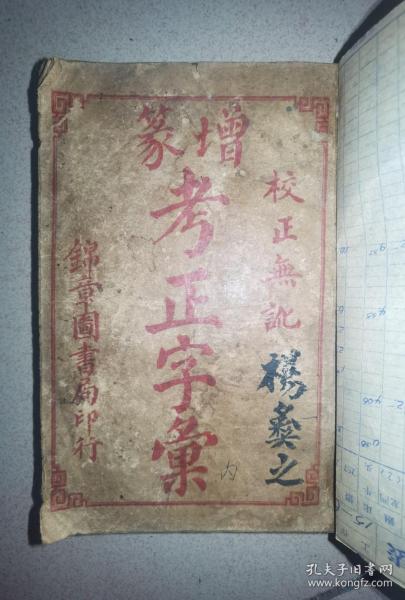 增篆
校正無訛
考正字彙
錦章圖書局印行
楊
之
内
孔夫子旧书网
www.kongfz.com